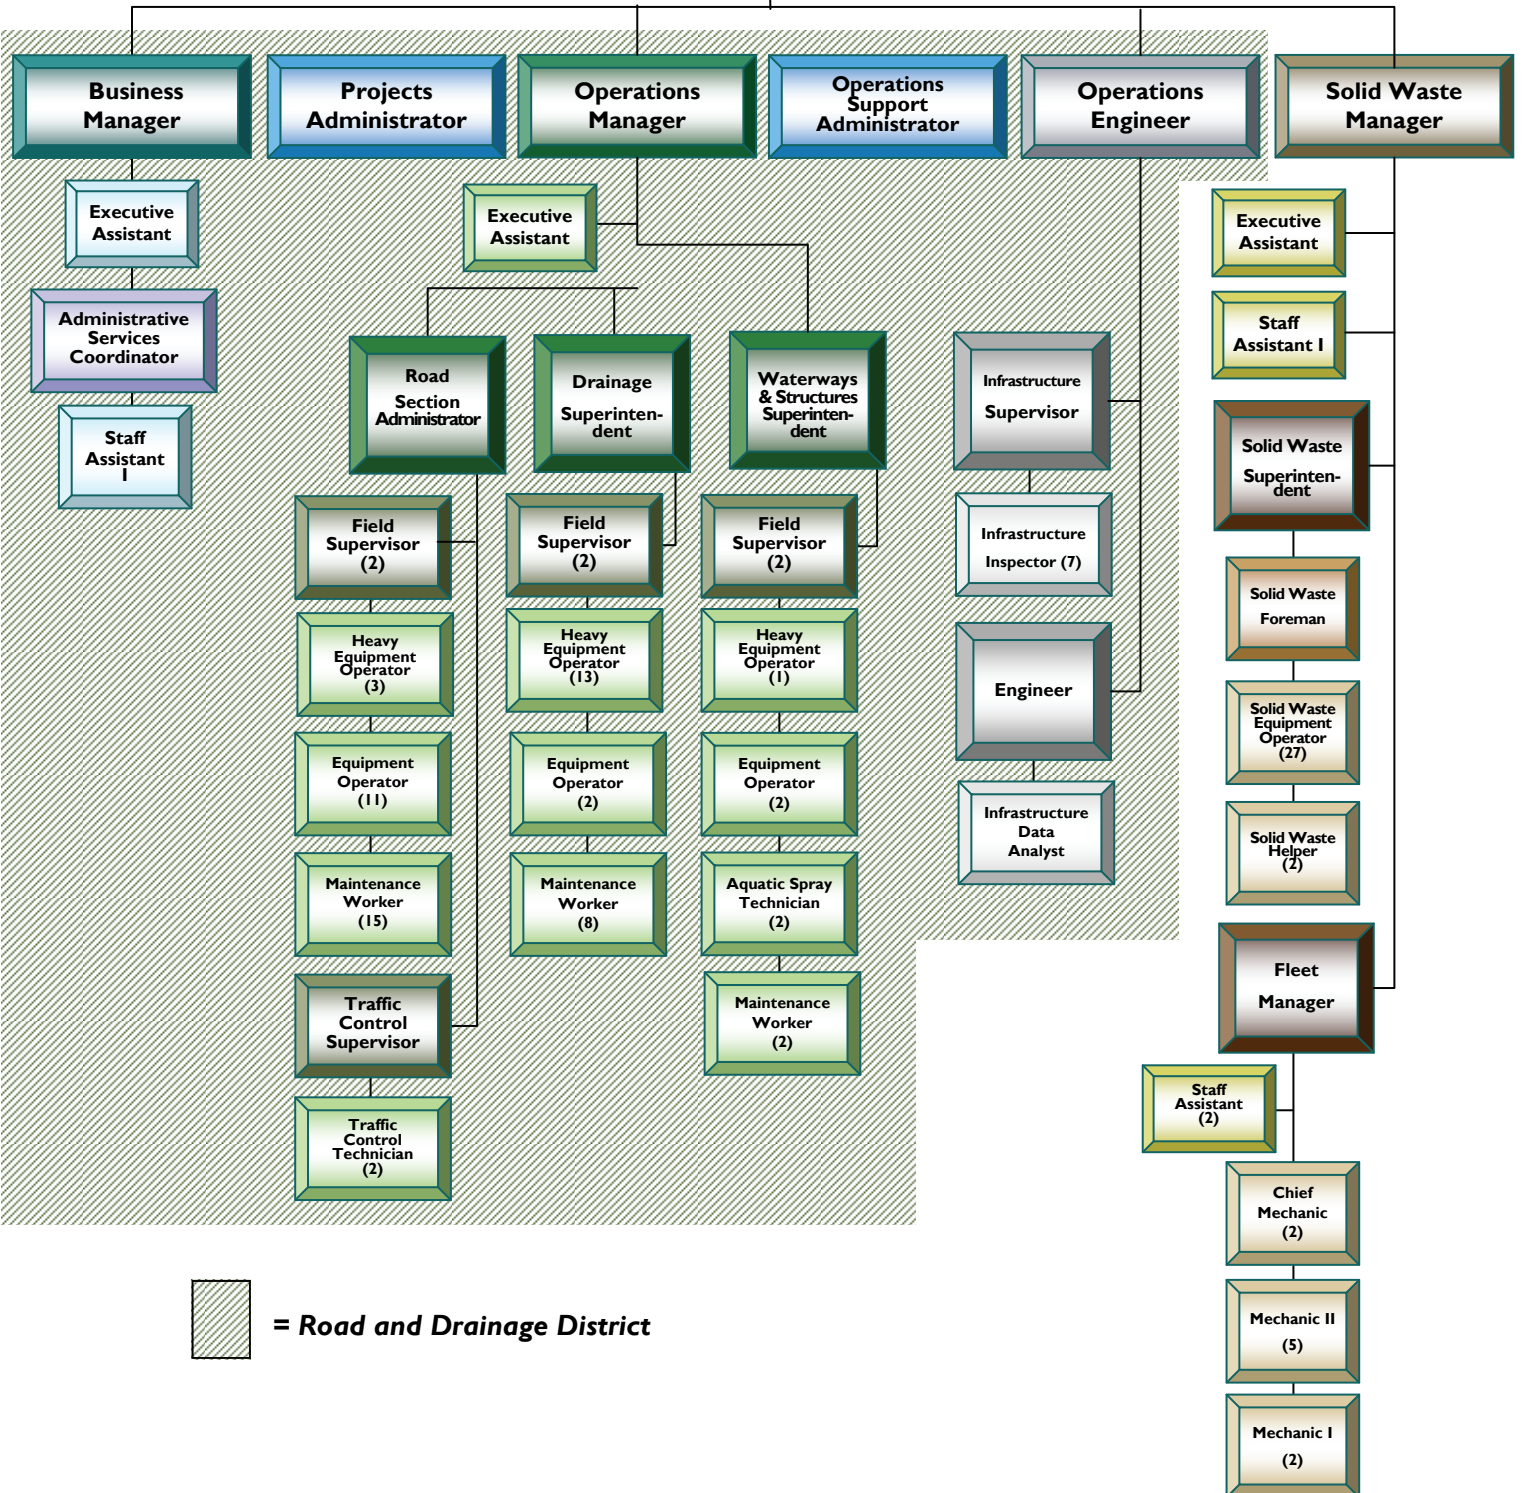 Business
Manager
Projects
Administrator
Operations
Manager
Operations
Support
Administrator
Operations
Engineer
Solid Waste
Manager
Executive
Assistant
Administrative
Services
Coordinator
Staff
Assistant
I
Executive
Assistant
Road
Section
Administrator
Field
Supervisor
(2)
Heavy
Equipment
Operator
(3)
Equipment
Operator
(11)
Maintenance
Worker
(15)
Traffic
Control
Supervisor
Traffic
Control
Technician
(2)
Drainage
Superinten-
dent
Field
Supervisor
(2)
Heavy
Equipment
Operator
(13)
Equipment
Operator
(2)
Maintenance
Worker
(8)
Waterways
& Structures
Superinten-
dent
Field
Supervisor
(2)
Heavy
Equipment
Operator
(1)
Equipment
Operator
(2)
Aquatic Spray
Technician
(2)
Maintenance
Worker
(2)
Infrastructure
Supervisor
Infrastructure
Inspector (7)
Engineer
Infrastructure
Data
Analyst
Executive
Assistant
Staff
Assistant I
Solid Waste
Superinten-
dent
Solid Waste
Foreman
Solid Waste
Equipment
Operator
(27)
Solid Waste
Helper
(2)
Fleet
Manager
Staff
Assistant
(2)
Chief
Mechanic
(2)
Mechanic II
(5)
Mechanic I
(2)
= Road and Drainage District